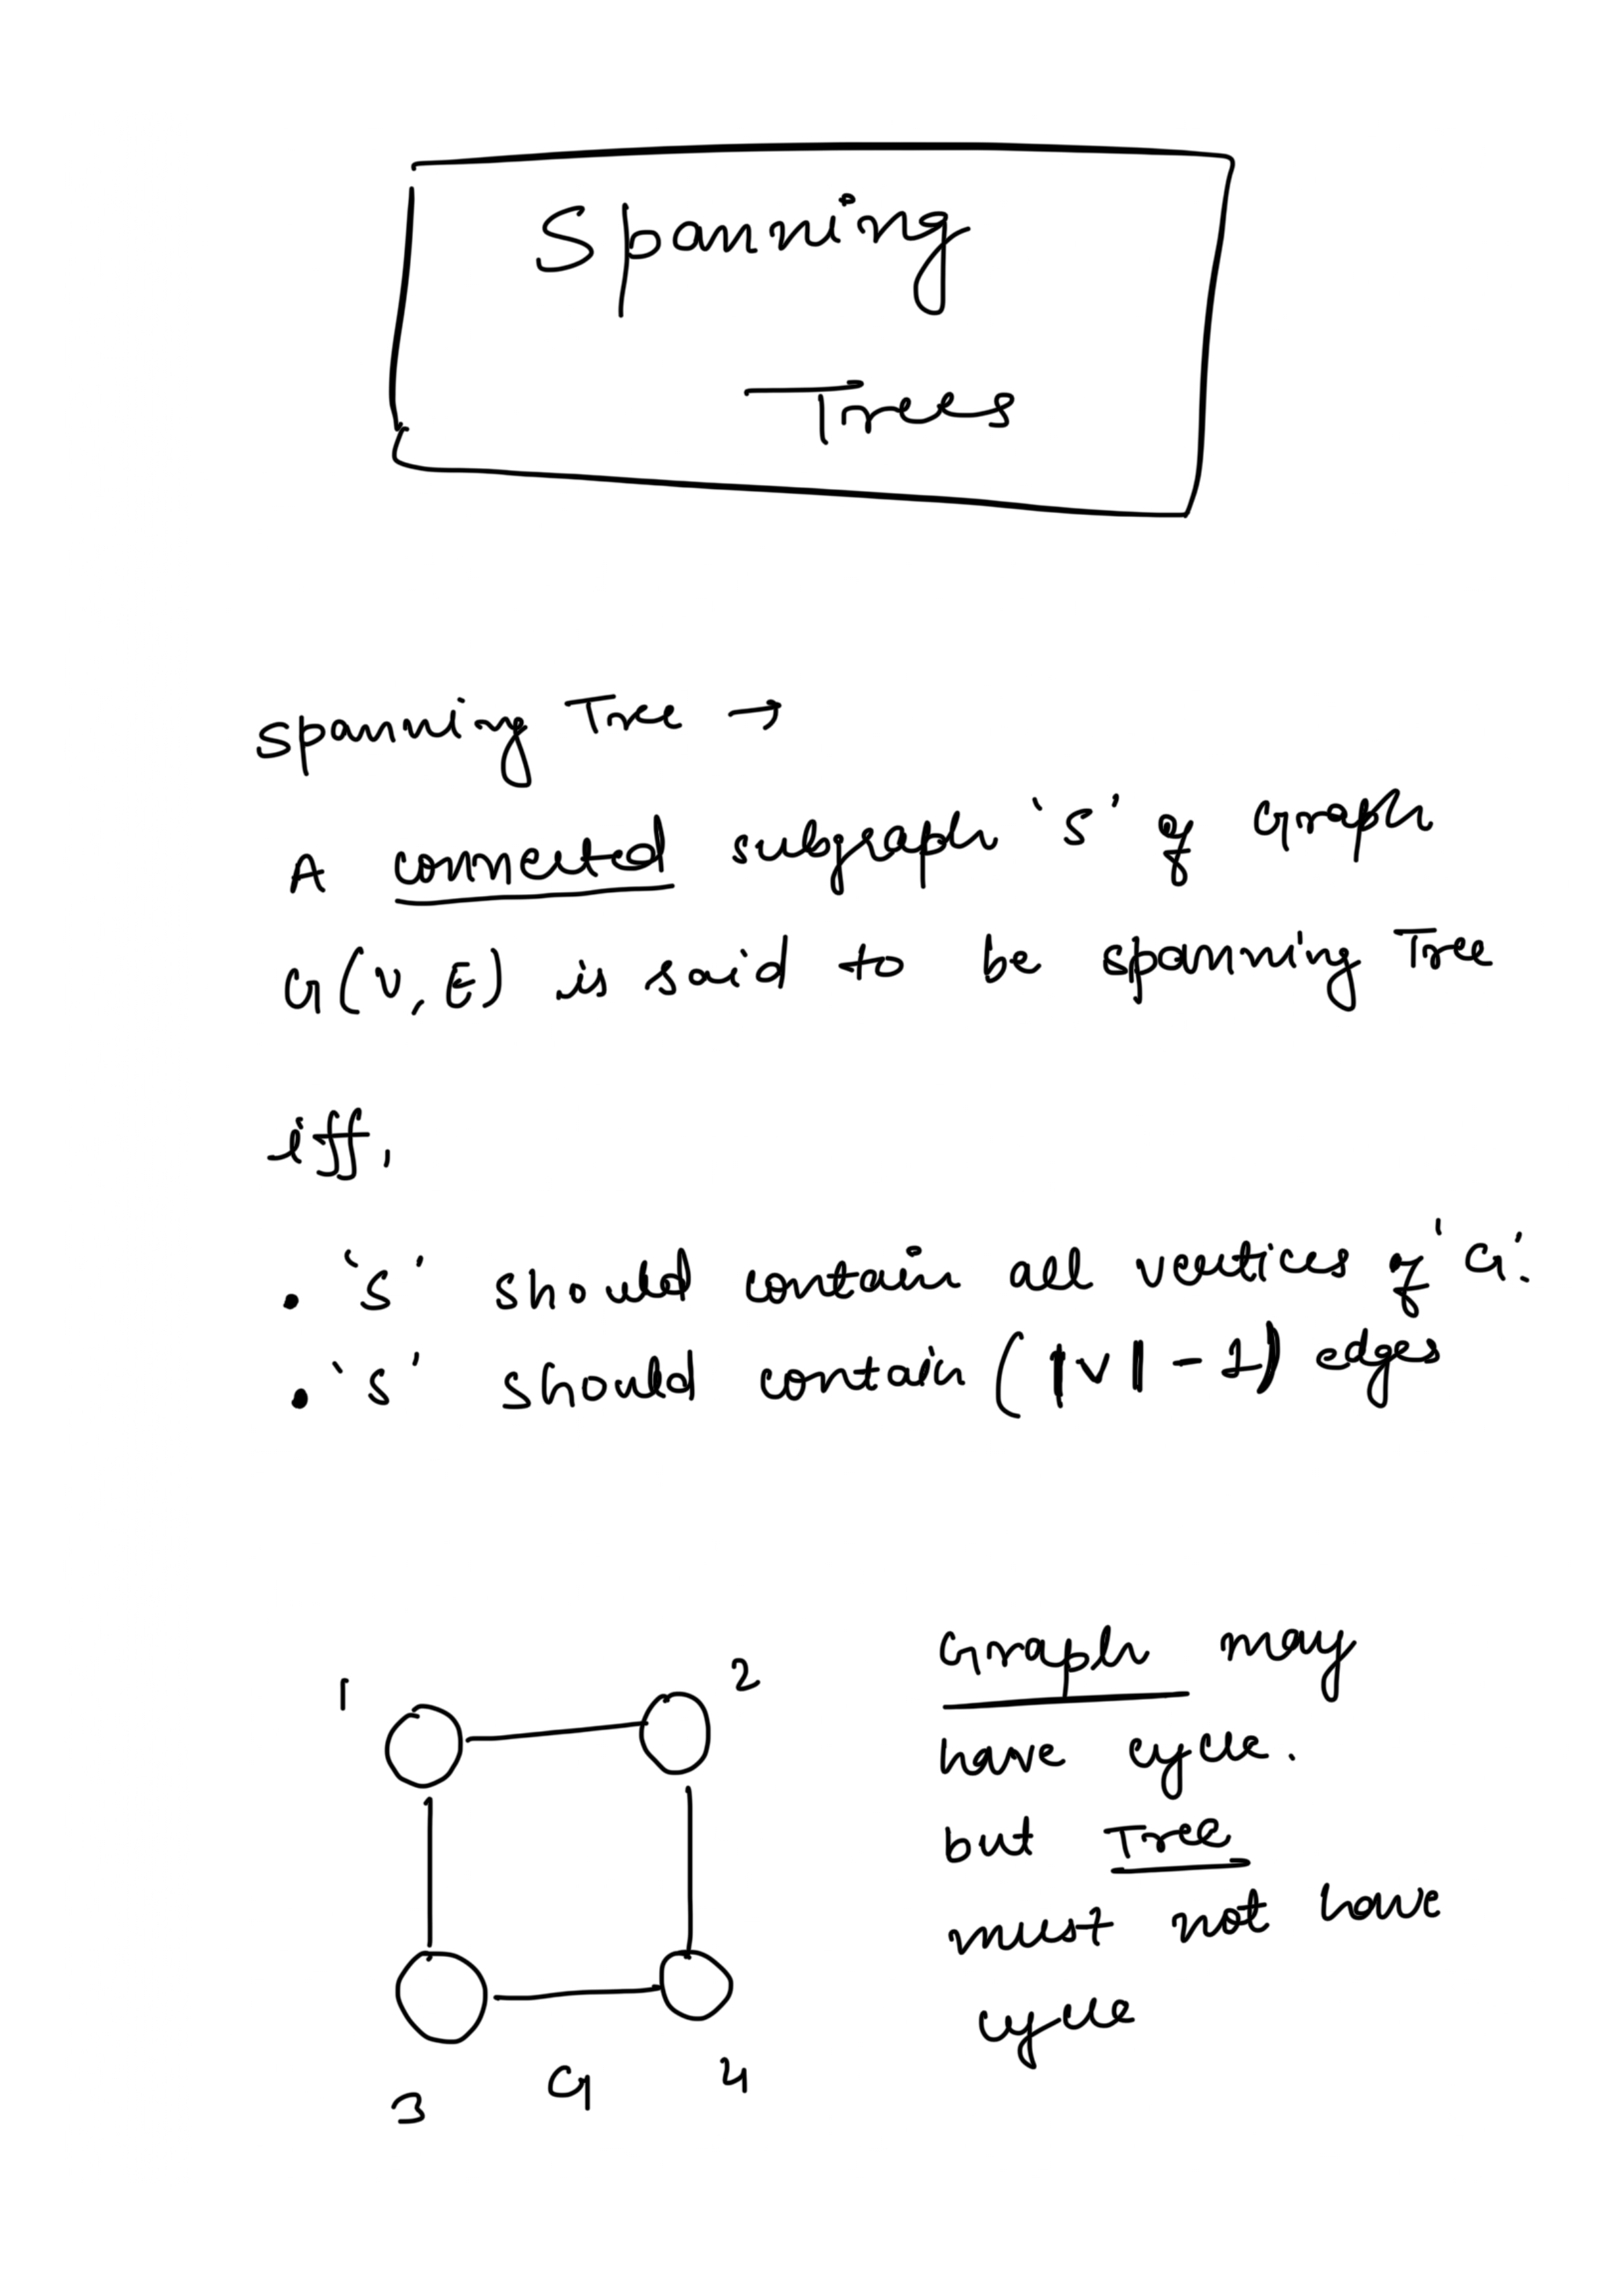 Spanning
Trees
Spanning Tree →
A connected subgraph 's' of Graph
G(V, E) is said to be spanning Tree
iff,
• 's' should contain all vertices of 'G'.
• 's' should contain (||V|| - 1) edges
1
2
3
G
4
Graph may
have cycle.
but Tree
must not have
cycle